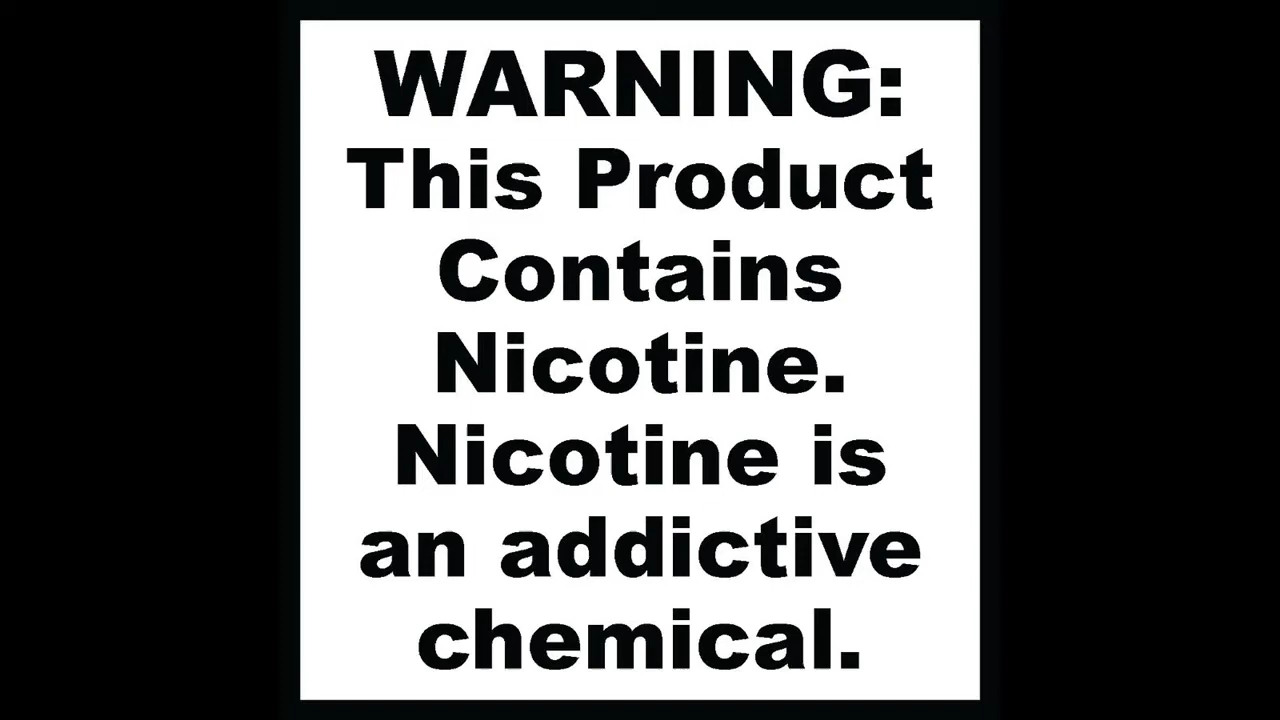 WARNING:
This Product
Contains
Nicotine.
Nicotine is
an addictive
chemical.